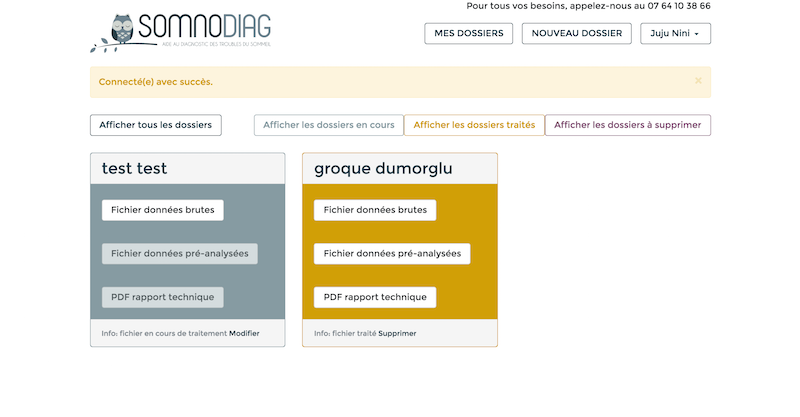 Pour tous vos besoins, appelez-nous au 07 64 10 38 66
SOMNODIAG
AIDE AU DIAGNOSTIC DES TROUBLES DU SOMMEIL
MES DOSSIERS
NOUVEAU DOSSIER
Juju Nini
Connecté(e) avec succès.
×
Afficher tous les dossiers
Afficher les dossiers en cours
Afficher les dossiers traités
Afficher les dossiers à supprimer
test test
Fichier données brutes
Fichier données pré-analysées
PDF rapport technique
Info: fichier en cours de traitement Modifier
groque dumorglu
Fichier données brutes
Fichier données pré-analysées
PDF rapport technique
Info: fichier traité Supprimer